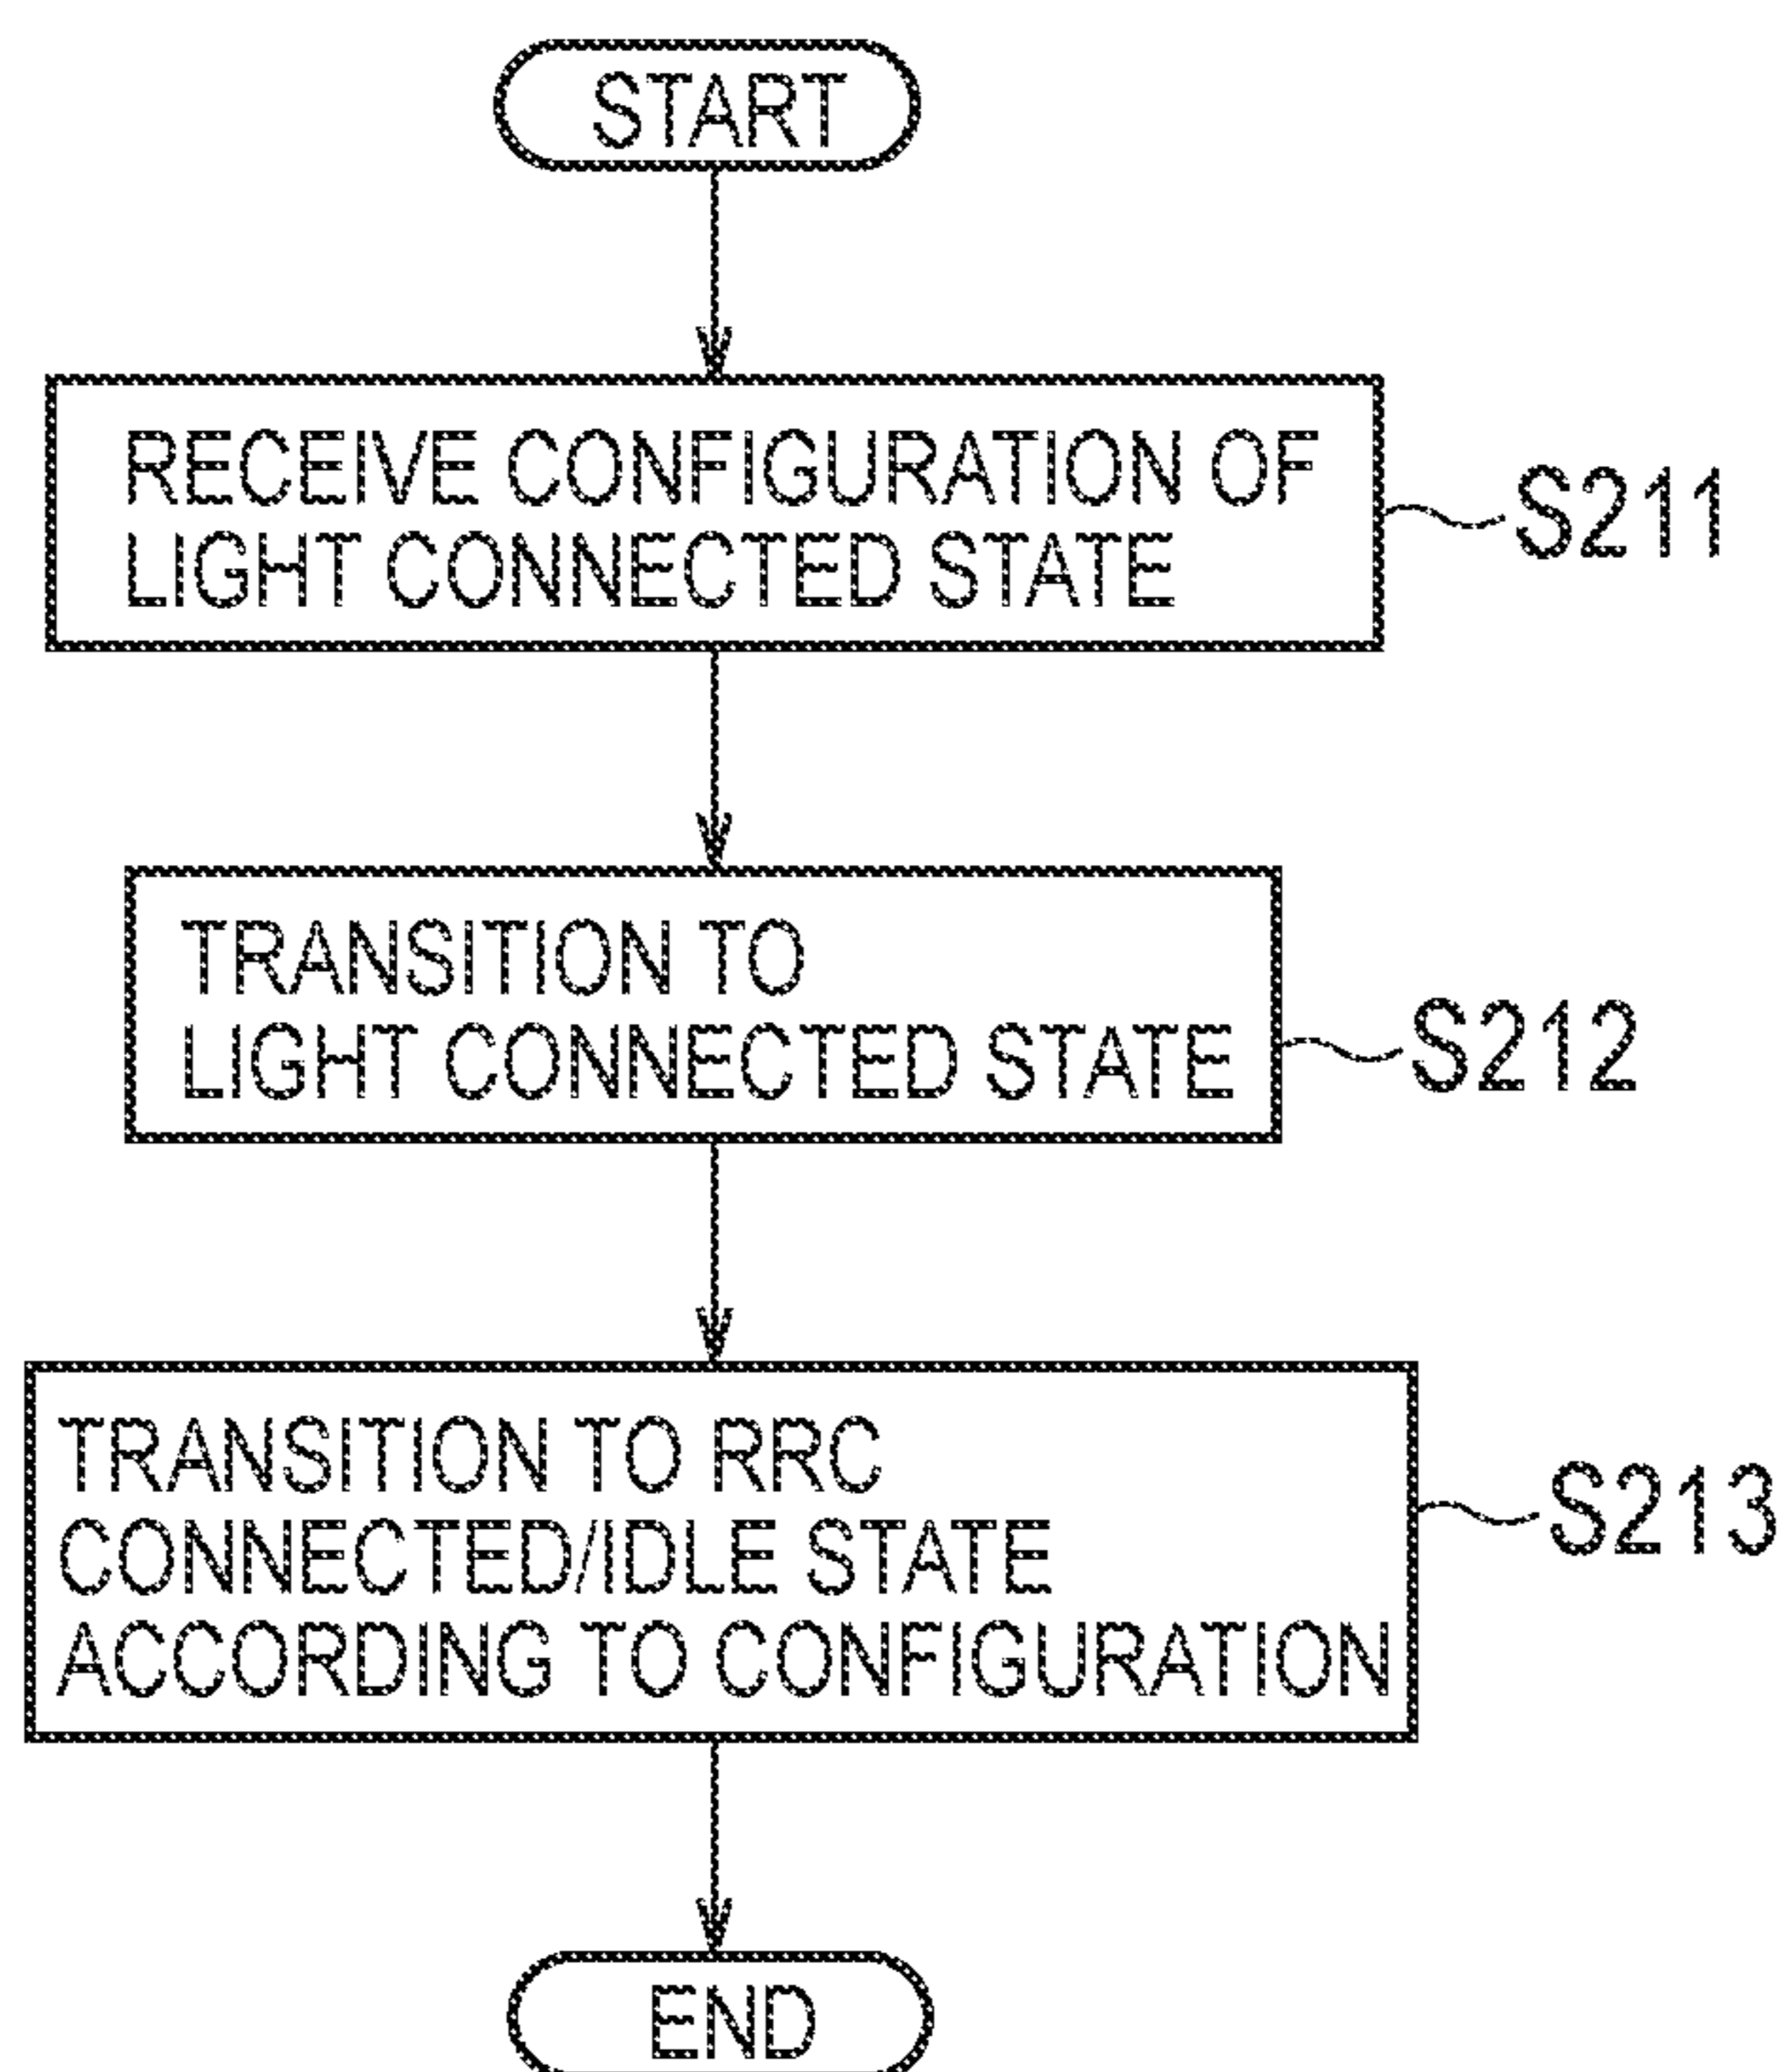 START
RECEIVE CONFIGURATION OF
LIGHT CONNECTED STATE
S211
TRANSITION TO
LIGHT CONNECTED STATE
S212
TRANSITION TO RRC
CONNECTED/IDLE STATE
ACCORDING TO CONFIGURATION
S213
END